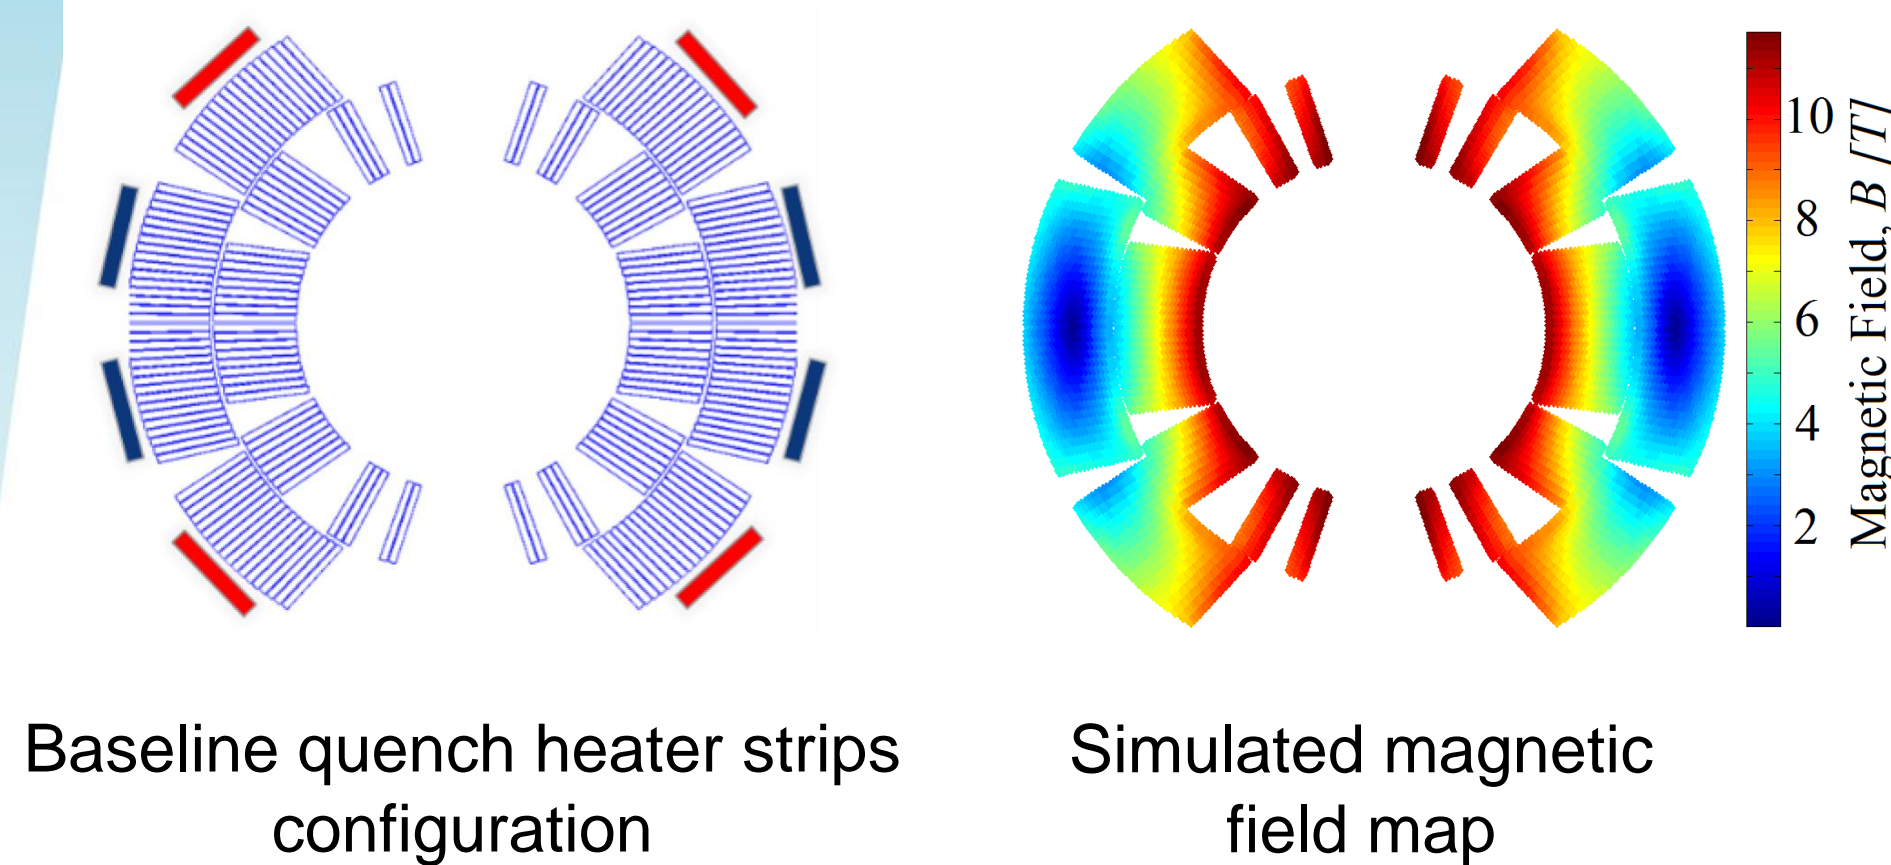 10
8
6
4
2
Magnetic Field, B [T]
Baseline quench heater strips
configuration
Simulated magnetic
field map